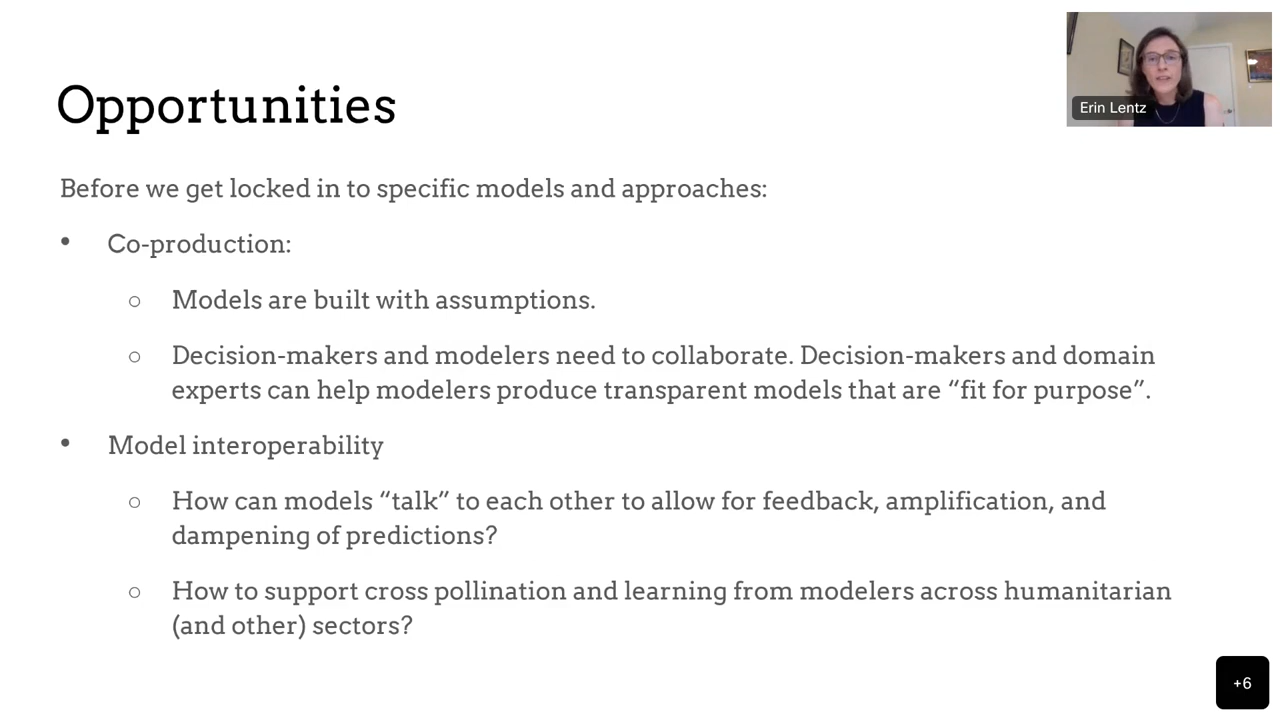 Opportunities
Erin Lentz
Before we get locked in to specific models and approaches:
• Co-production:
○ Models are built with assumptions.
○ Decision-makers and modelers need to collaborate. Decision-makers and domain
experts can help modelers produce transparent models that are “fit for purpose”.
• Model interoperability
○ How can models “talk” to each other to allow for feedback, amplification, and
dampening of predictions?
○ How to support cross pollination and learning from modelers across humanitarian
(and other) sectors?
+6